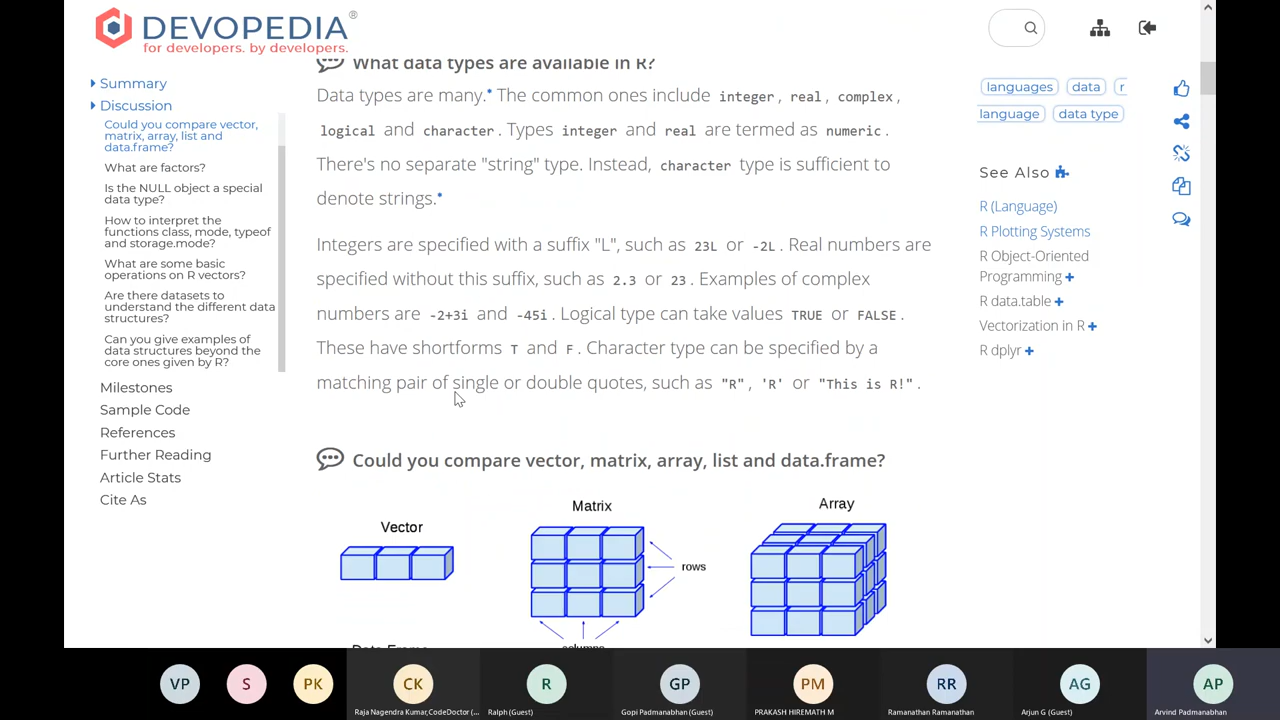 DEVOPEDIA®
for developers. by developers.
Summary
Discussion
Could you compare vector,
matrix, array, list and
data.frame?
What are factors?
Is the NULL object a special
data type?
How to interpret the
functions class, mode, typeof
and storage.mode?
What are some basic
operations on R vectors?
Are there datasets to
understand the different data
structures?
Can you give examples of
data structures beyond the
core ones given by R?
Milestones
Sample Code
References
Further Reading
Article Stats
Cite As
What data types are available in R?
Data types are many.* The common ones include integer, real, complex,
logical and character. Types integer and real are termed as numeric.
There's no separate "string" type. Instead, character type is sufficient to
denote strings.*
Integers are specified with a suffix "L", such as 23L or -2L. Real numbers are
specified without this suffix, such as 2.3 or 23. Examples of complex
numbers are -2+3i and -45i. Logical type can take values TRUE or FALSE.
These have shortforms T and F. Character type can be specified by a
matching pair of single or double quotes, such as "R", 'R' or "This is R!".
Could you compare vector, matrix, array, list and data.frame?
Vector
Matrix
Array
rows
columns
Data Frame
languages data r
language data type
See Also
R (Language)
R Plotting Systems
R Object-Oriented
Programming
R data.table
Vectorization in R
R dplyr
VP
S
PK
CK
R
GP
PM
RR
AG
AP
Raja Nagendra Kumar,CodeDoctor (...
Ralph (Guest)
Gopi Padmanabhan (Guest)
PRAKASH HIREMATH M
Ramanathan Ramanathan
Arjun G (Guest)
Arvind Padmanabhan